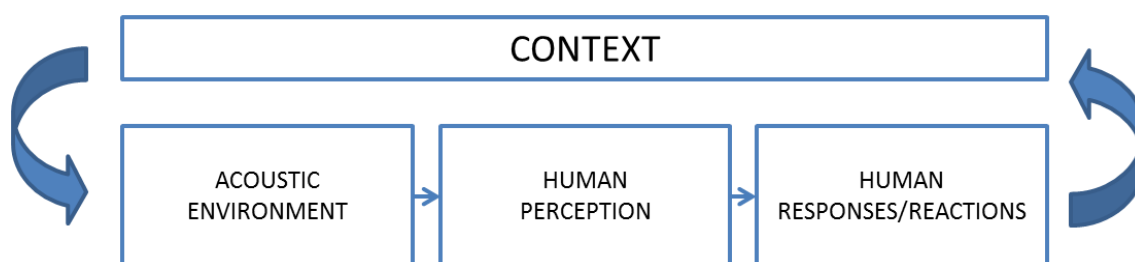 CONTEXT
ACOUSTIC
ENVIRONMENT
HUMAN
PERCEPTION
HUMAN
RESPONSES/REACTIONS